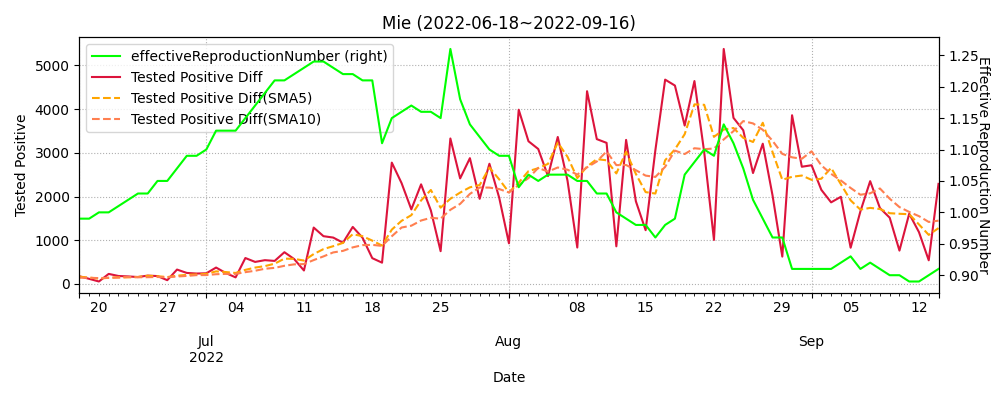 Mie (2022-06-18~2022-09-16)
effectiveReproductionNumber (right)
Tested Positive Diff
Tested Positive Diff(SMA5)
Tested Positive Diff(SMA10)
Tested Positive
5000
4000
3000
2000
1000
0
1.25
1.20
1.15
1.10
1.05
1.00
0.95
0.90
Effective Reproduction Number
20 27 04 11 18 25 08 15 22 29 05 12
Jul Aug Sep
2022
Date